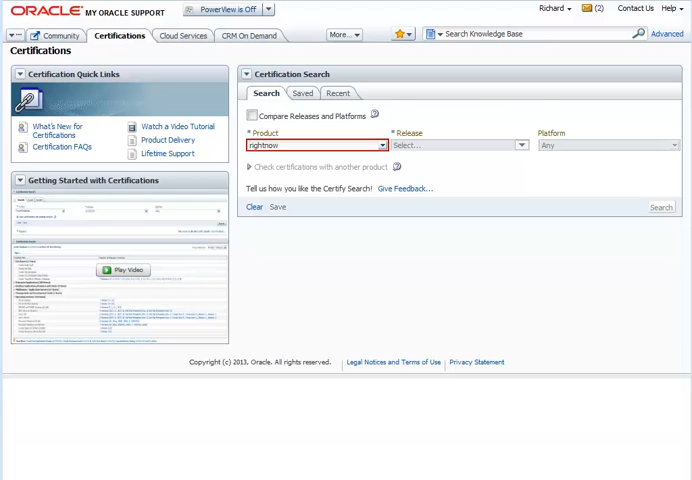 ORACLE MY ORACLE SUPPORT
PowerView is Off
Richard
(2)
Contact Us
Help
Community
Certifications
Cloud Services
CRM On Demand
More...
Search Knowledge Base
Advanced
Certifications
Certification Quick Links
What's New for
Certifications
Certification FAQs
Watch a Video Tutorial
Product Delivery
Lifetime Support
Getting Started with Certifications
Play Video
Certification Search
Search
Saved
Recent
Compare Releases and Platforms
* Product
* Release
Platform
rightnow
Select...
Any
Check certifications with another product
Tell us how you like the Certify Search! Give Feedback...
Clear
Save
Search
Copyright (c) 2013, Oracle. All rights reserved.
Legal Notices and Terms of Use
Privacy Statement